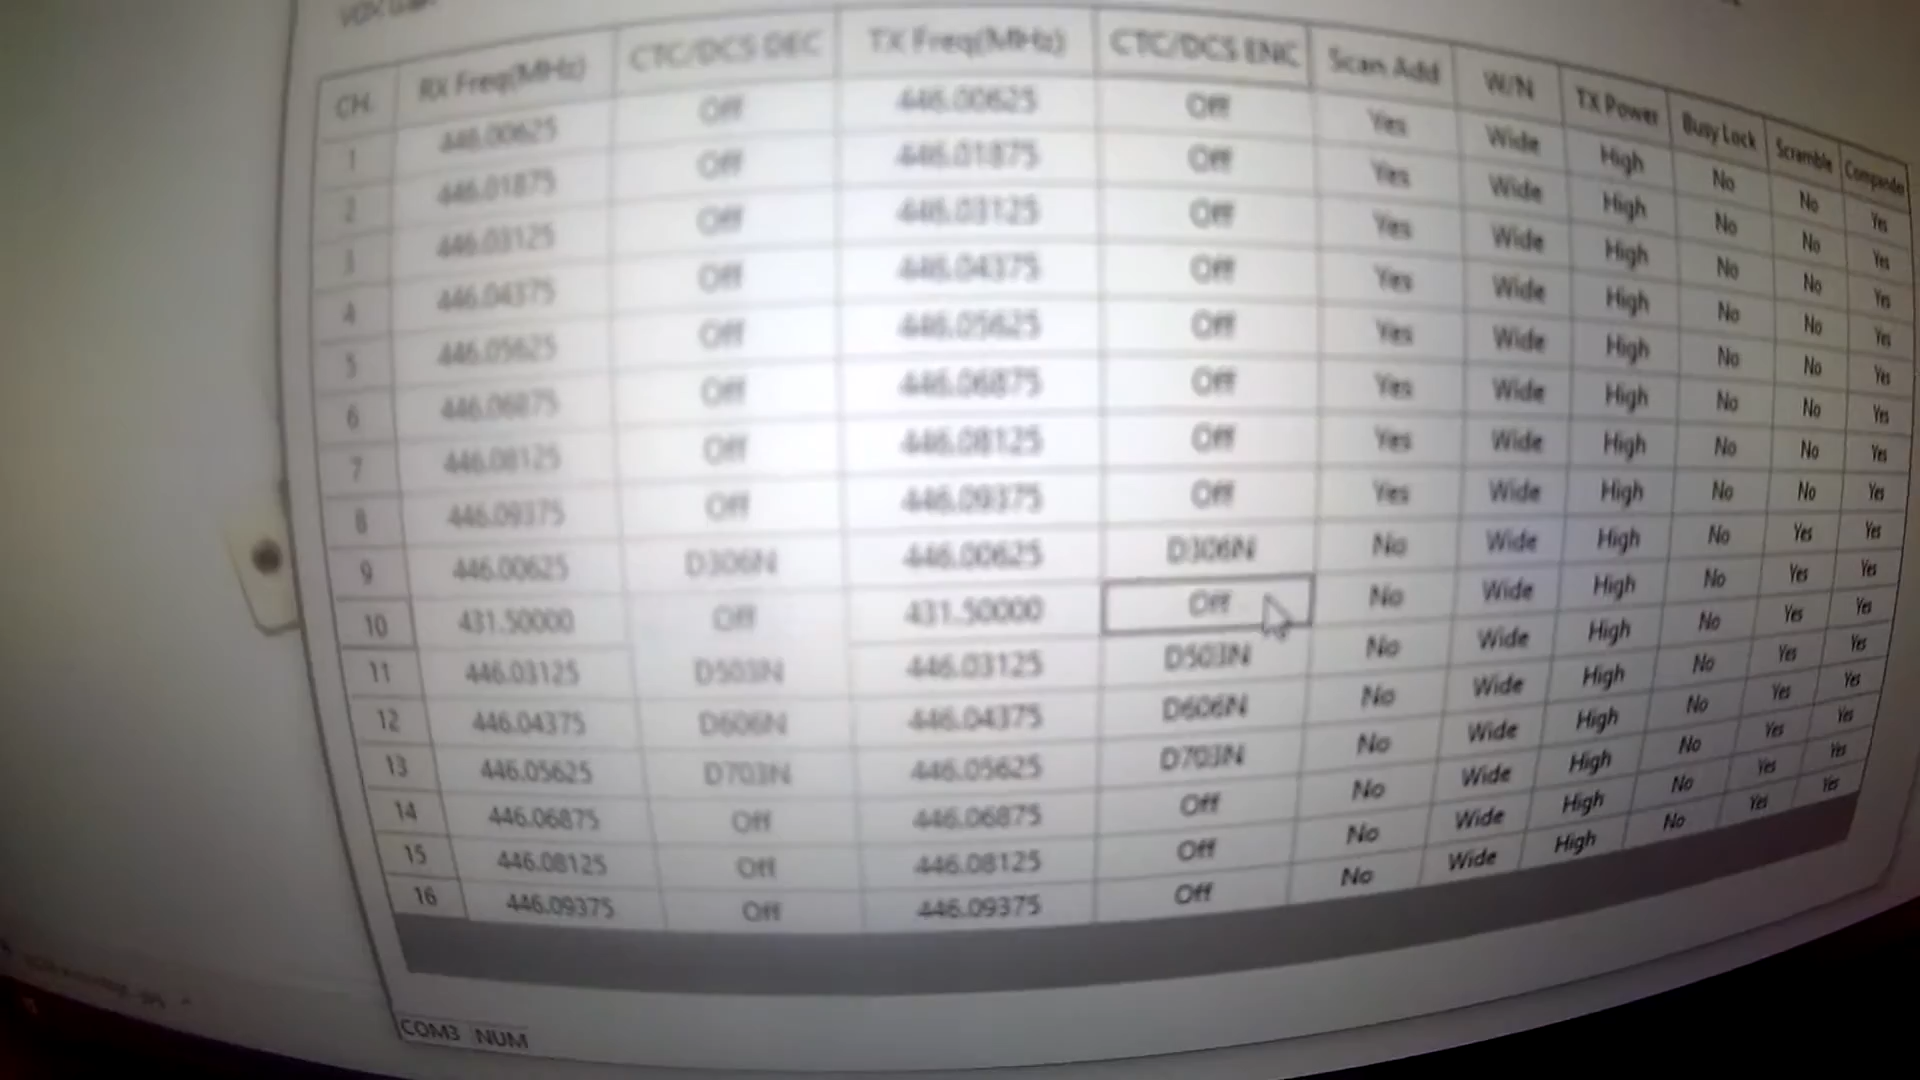 CH. RX Freq(MHz) CTC/DCS DEC TX Freq(MHz) CTC/DCS ENC Scan Add W/N TX Power Busy Lock Scramble Compander
1 446.00625 Off 446.00625 Off Yes Wide High No No Yes
2 446.01875 Off 446.01875 Off Yes Wide High No No Yes
3 446.03125 Off 446.03125 Off Yes Wide High No No Yes
4 446.04375 Off 446.04375 Off Yes Wide High No No Yes
5 446.05625 Off 446.05625 Off Yes Wide High No No Yes
6 446.06875 Off 446.06875 Off Yes Wide High No No Yes
7 446.08125 Off 446.08125 Off Yes Wide High No No Yes
8 446.09375 Off 446.09375 Off Yes Wide High No No Yes
9 446.00625 D306N 446.00625 D306N No Wide High No Yes Yes
10 431.50000 Off 431.50000 Off No Wide High No Yes Yes
11 446.03125 D503N 446.03125 D503N No Wide High No Yes Yes
12 446.04375 D606N 446.04375 D606N No Wide High No Yes Yes
13 446.05625 D703N 446.05625 D703N No Wide High No Yes Yes
14 446.06875 Off 446.06875 Off No Wide High No Yes Yes
15 446.08125 Off 446.08125 Off No Wide High No Yes Yes
16 446.09375 Off 446.09375 Off No Wide High No Yes Yes
COM3 NUM